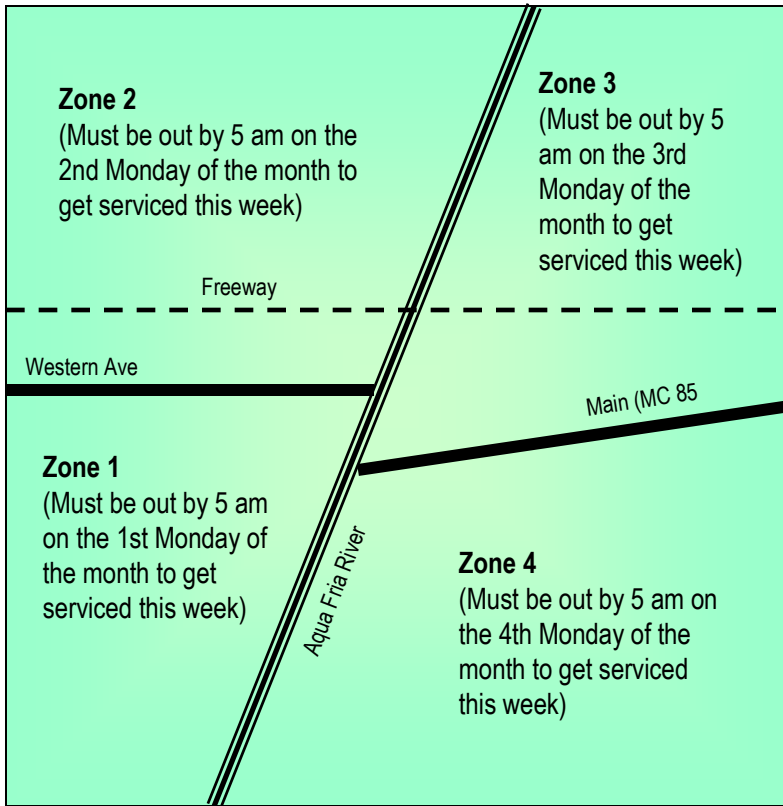 Zone 2
(Must be out by 5 am on the
2nd Monday of the month to
get serviced this week)
Zone 3
(Must be out by 5
am on the 3rd
Monday of the
month to get
serviced this week)
Freeway
Western Ave
Main (MC 85
Zone 1
(Must be out by 5 am
on the 1st Monday of
the month to get
serviced this week)
Aqua Fria River
Zone 4
(Must be out by 5 am on
the 4th Monday of the
month to get serviced
this week)